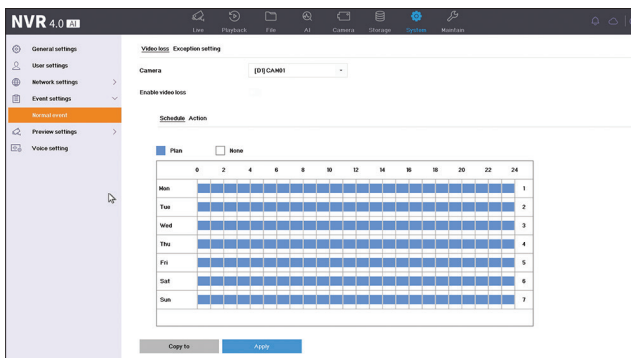 NVR 4.0 AI
Live Playback File AI Camera Storage System Maintain
General settings
User settings
Network settings
Event settings
Normal event
Preview settings
Voice setting
Video loss Exception setting
Camera [D1] CAM01
Enable video loss
Schedule Action
Plan None
0 2 4 6 8 10 12 14 16 18 20 22 24
Mon 1
Tue 2
Wed 3
Thu 4
Fri 5
Sat 6
Sun 7
Copy to Apply